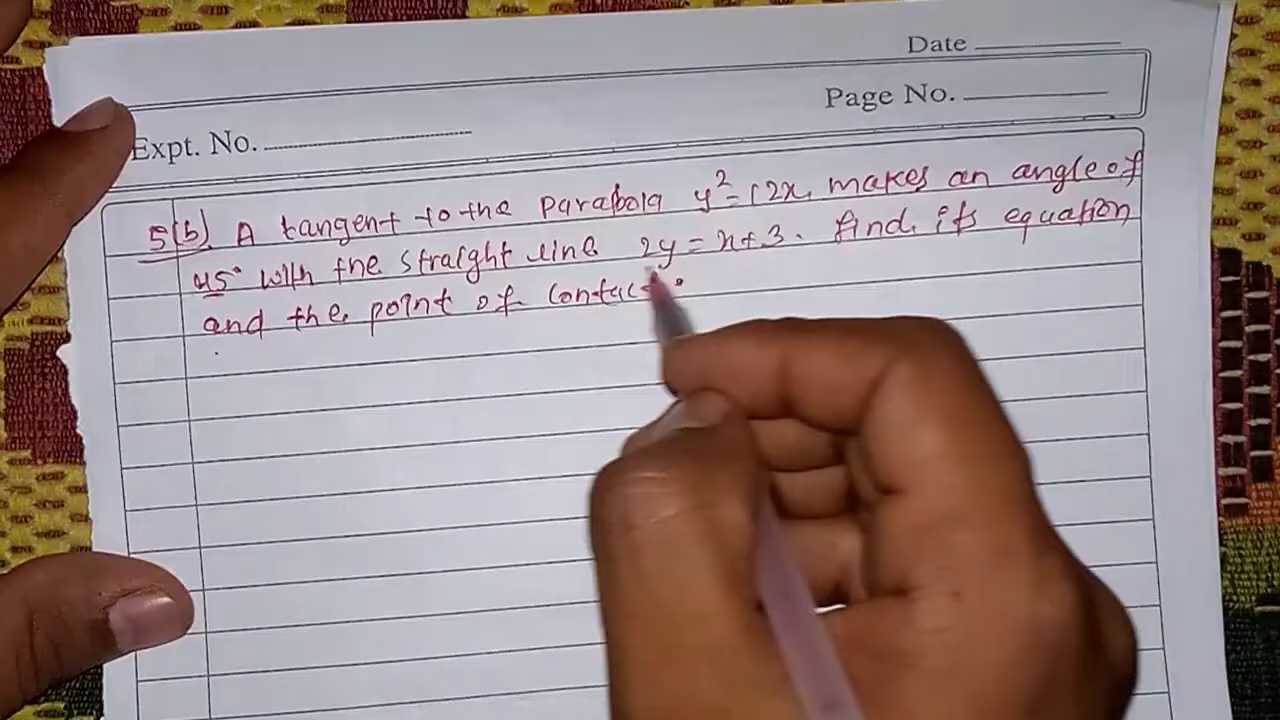 Date
Page No.
Expt. No.
5(b). A tangent to the parabola y²=12x, makes an angle of
45° with the straight line 2y=x+3. find its equation
and the point of contact.